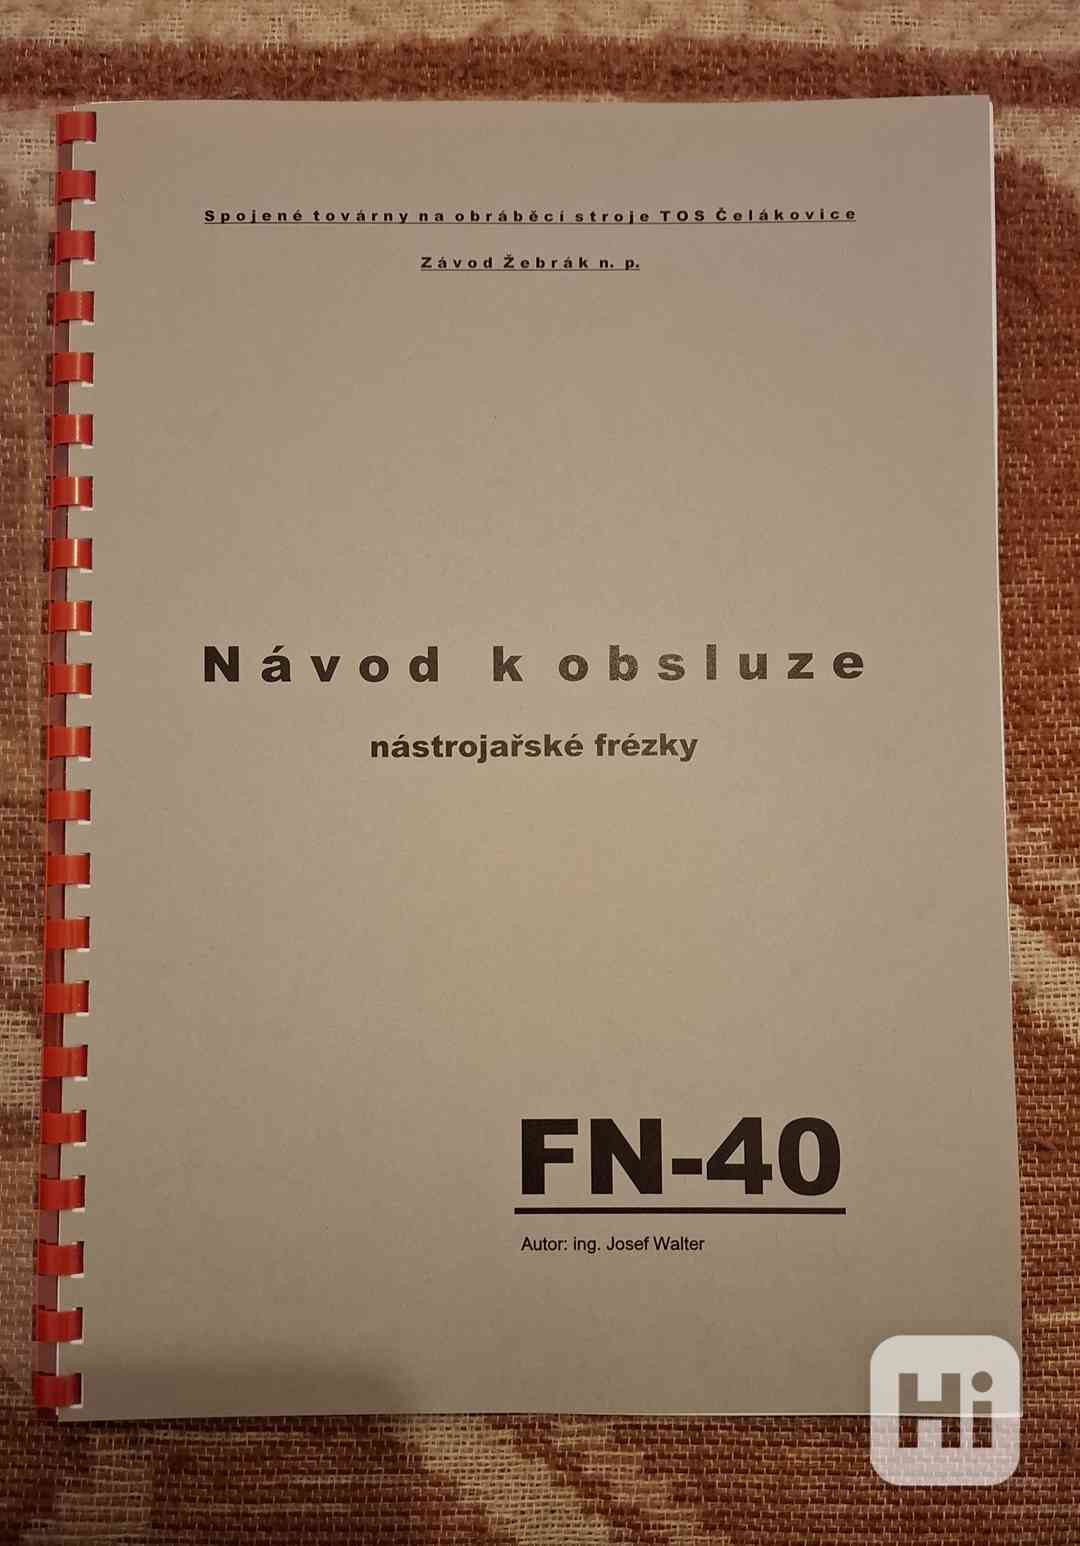 Spojené továrny na obráběcí stroje TOS Čelákovice
Závod Žebrák n. p.
Návod k obsluze
nástrojařské frézky
FN-40
Autor: ing. Josef Walter
Hi